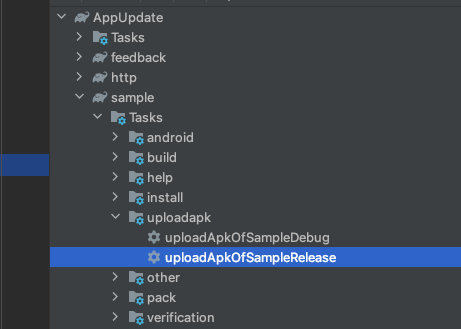 AppUpdate
Tasks
feedback
http
sample
Tasks
android
build
help
install
uploadapk
uploadApkOfSampleDebug
uploadApkOfSampleRelease
other
pack
verification